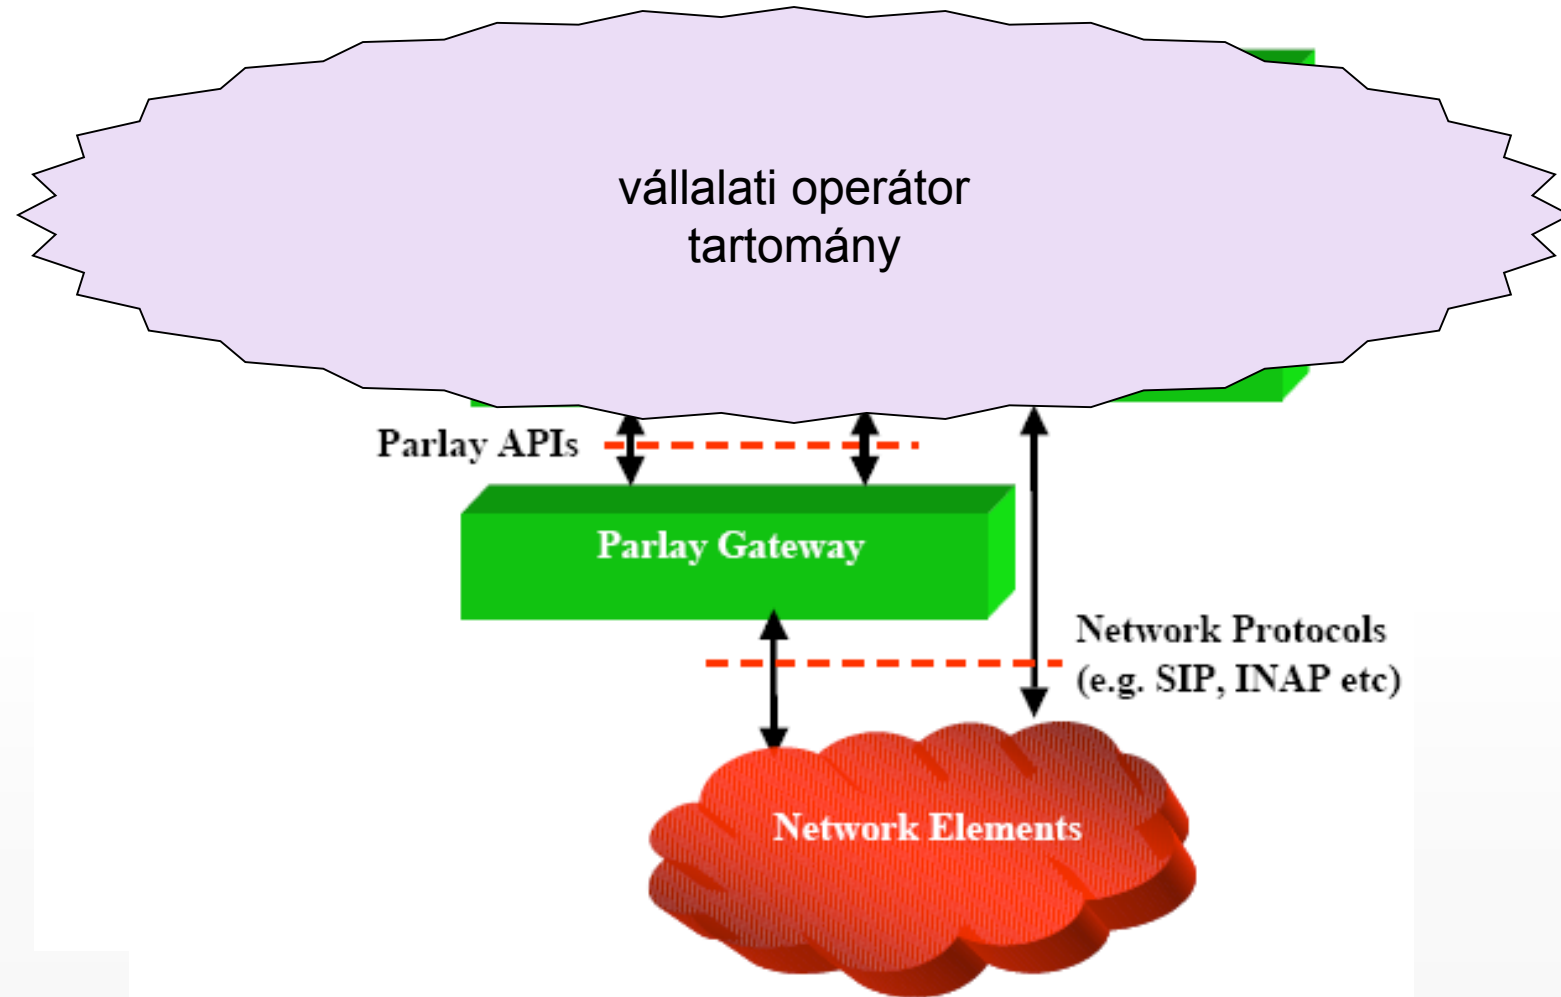 vállalati operátor
tartomány
Parlay APIs
Parlay Gateway
Network Protocols
(e.g. SIP, INAP etc)
Network Elements